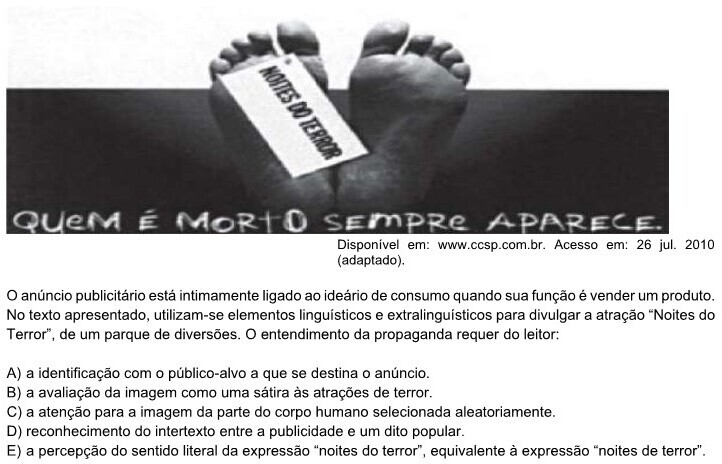 NOITES DO TERROR
QUEM É MORTO SEMPRE APARECE.
Disponível em: www.ccsp.com.br. Acesso em: 26 jul. 2010
(adaptado).
O anúncio publicitário está intimamente ligado ao ideário de consumo quando sua função é vender um produto.
No texto apresentado, utilizam-se elementos linguísticos e extralinguísticos para divulgar a atração “Noites do
Terror”, de um parque de diversões. O entendimento da propaganda requer do leitor:
A) a identificação com o público-alvo a que se destina o anúncio.
B) a avaliação da imagem como uma sátira às atrações de terror.
C) a atenção para a imagem da parte do corpo humano selecionada aleatoriamente.
D) reconhecimento do intertexto entre a publicidade e um dito popular.
E) a percepção do sentido literal da expressão “noites do terror”, equivalente à expressão “noites de terror”.